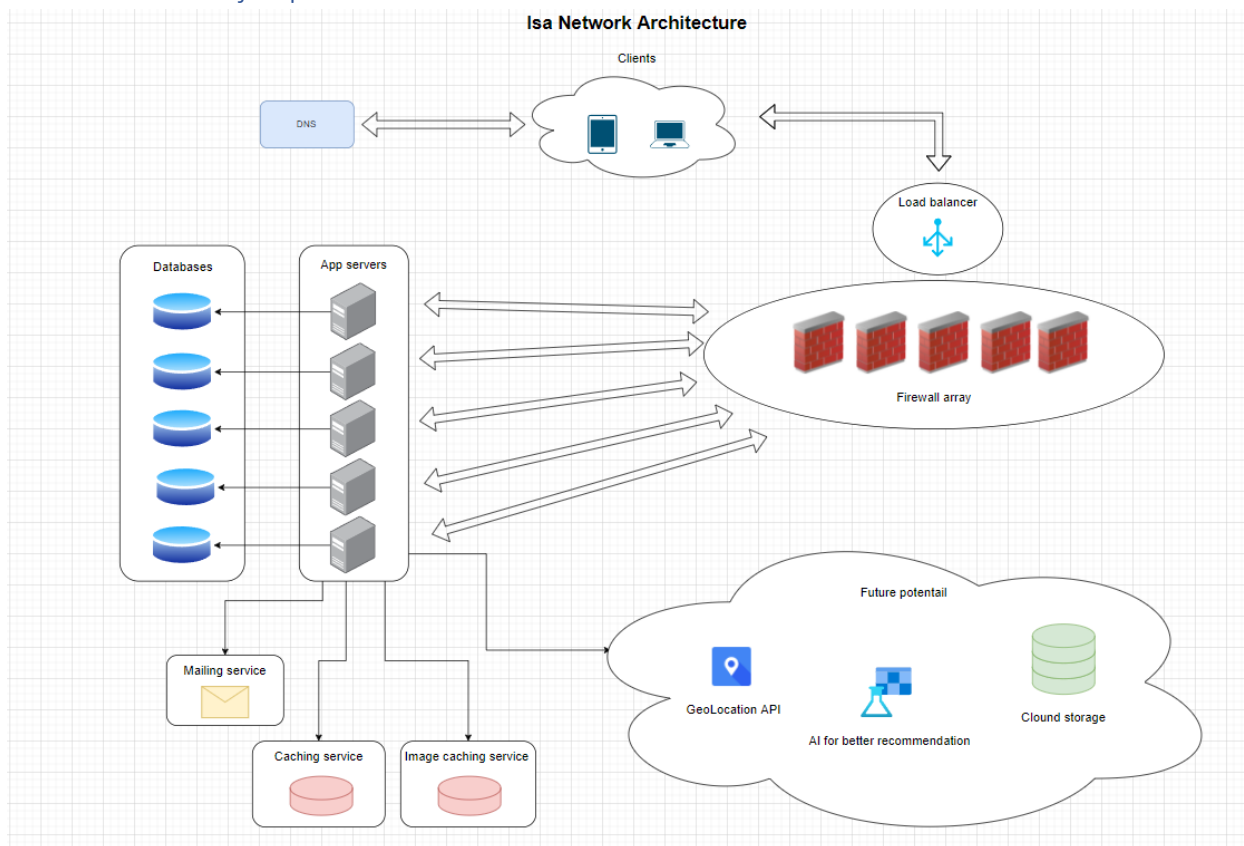 Isa Network Architecture
Clients
DNS
Load balancer
Databases
App servers
Firewall array
Future potentail
Mailing service
GeoLocation API
Clound storage
AI for better recommendation
Caching service
Image caching service